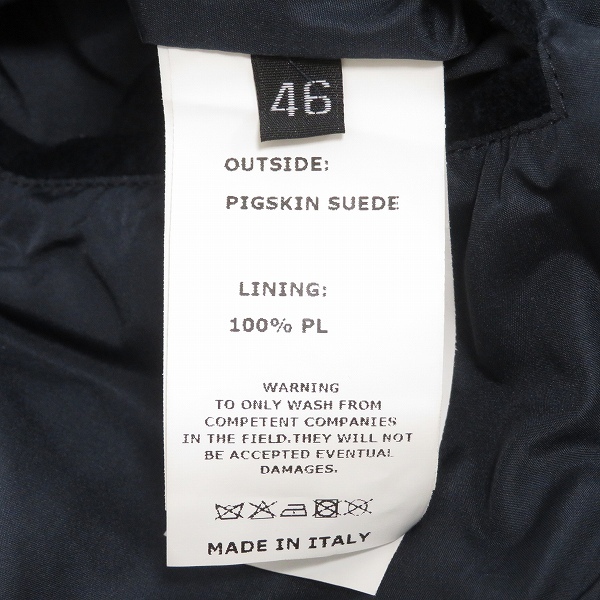 46
OUTSIDE:
PIGSKIN SUEDE
LINING:
100% PL
WARNING
TO ONLY WASH FROM
COMPETENT COMPANIES
IN THE FIELD.THEY WILL NOT
BE ACCEPTED EVENTUAL
DAMAGES.
MADE IN ITALY